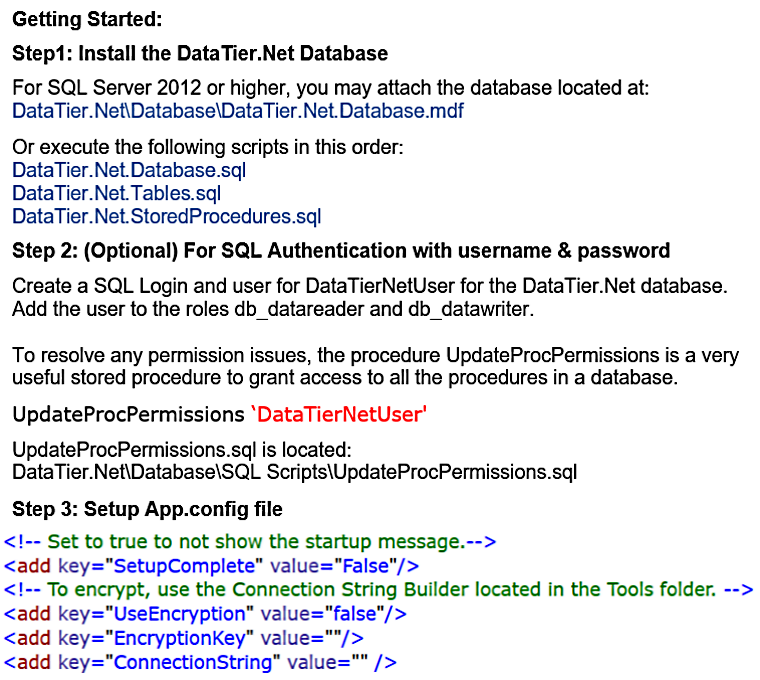 Getting Started:
Step1: Install the DataTier.Net Database
For SQL Server 2012 or higher, you may attach the database located at:
DataTier.Net\Database\DataTier.Net.Database.mdf
Or execute the following scripts in this order:
DataTier.Net.Database.sql
DataTier.Net.Tables.sql
DataTier.Net.StoredProcedures.sql
Step 2: (Optional) For SQL Authentication with username & password
Create a SQL Login and user for DataTierNetUser for the DataTier.Net database.
Add the user to the roles db_datareader and db_datawriter.
To resolve any permission issues, the procedure UpdateProcPermissions is a very
useful stored procedure to grant access to all the procedures in a database.
UpdateProcPermissions `DataTierNetUser'
UpdateProcPermissions.sql is located:
DataTier.Net\Database\SQL Scripts\UpdateProcPermissions.sql
Step 3: Setup App.config file
<!-- Set to true to not show the startup message.-->
<add key="SetupComplete" value="False"/>
<!-- To encrypt, use the Connection String Builder located in the Tools folder. -->
<add key="UseEncryption" value="false"/>
<add key="EncryptionKey" value=""/>
<add key="ConnectionString" value="" />